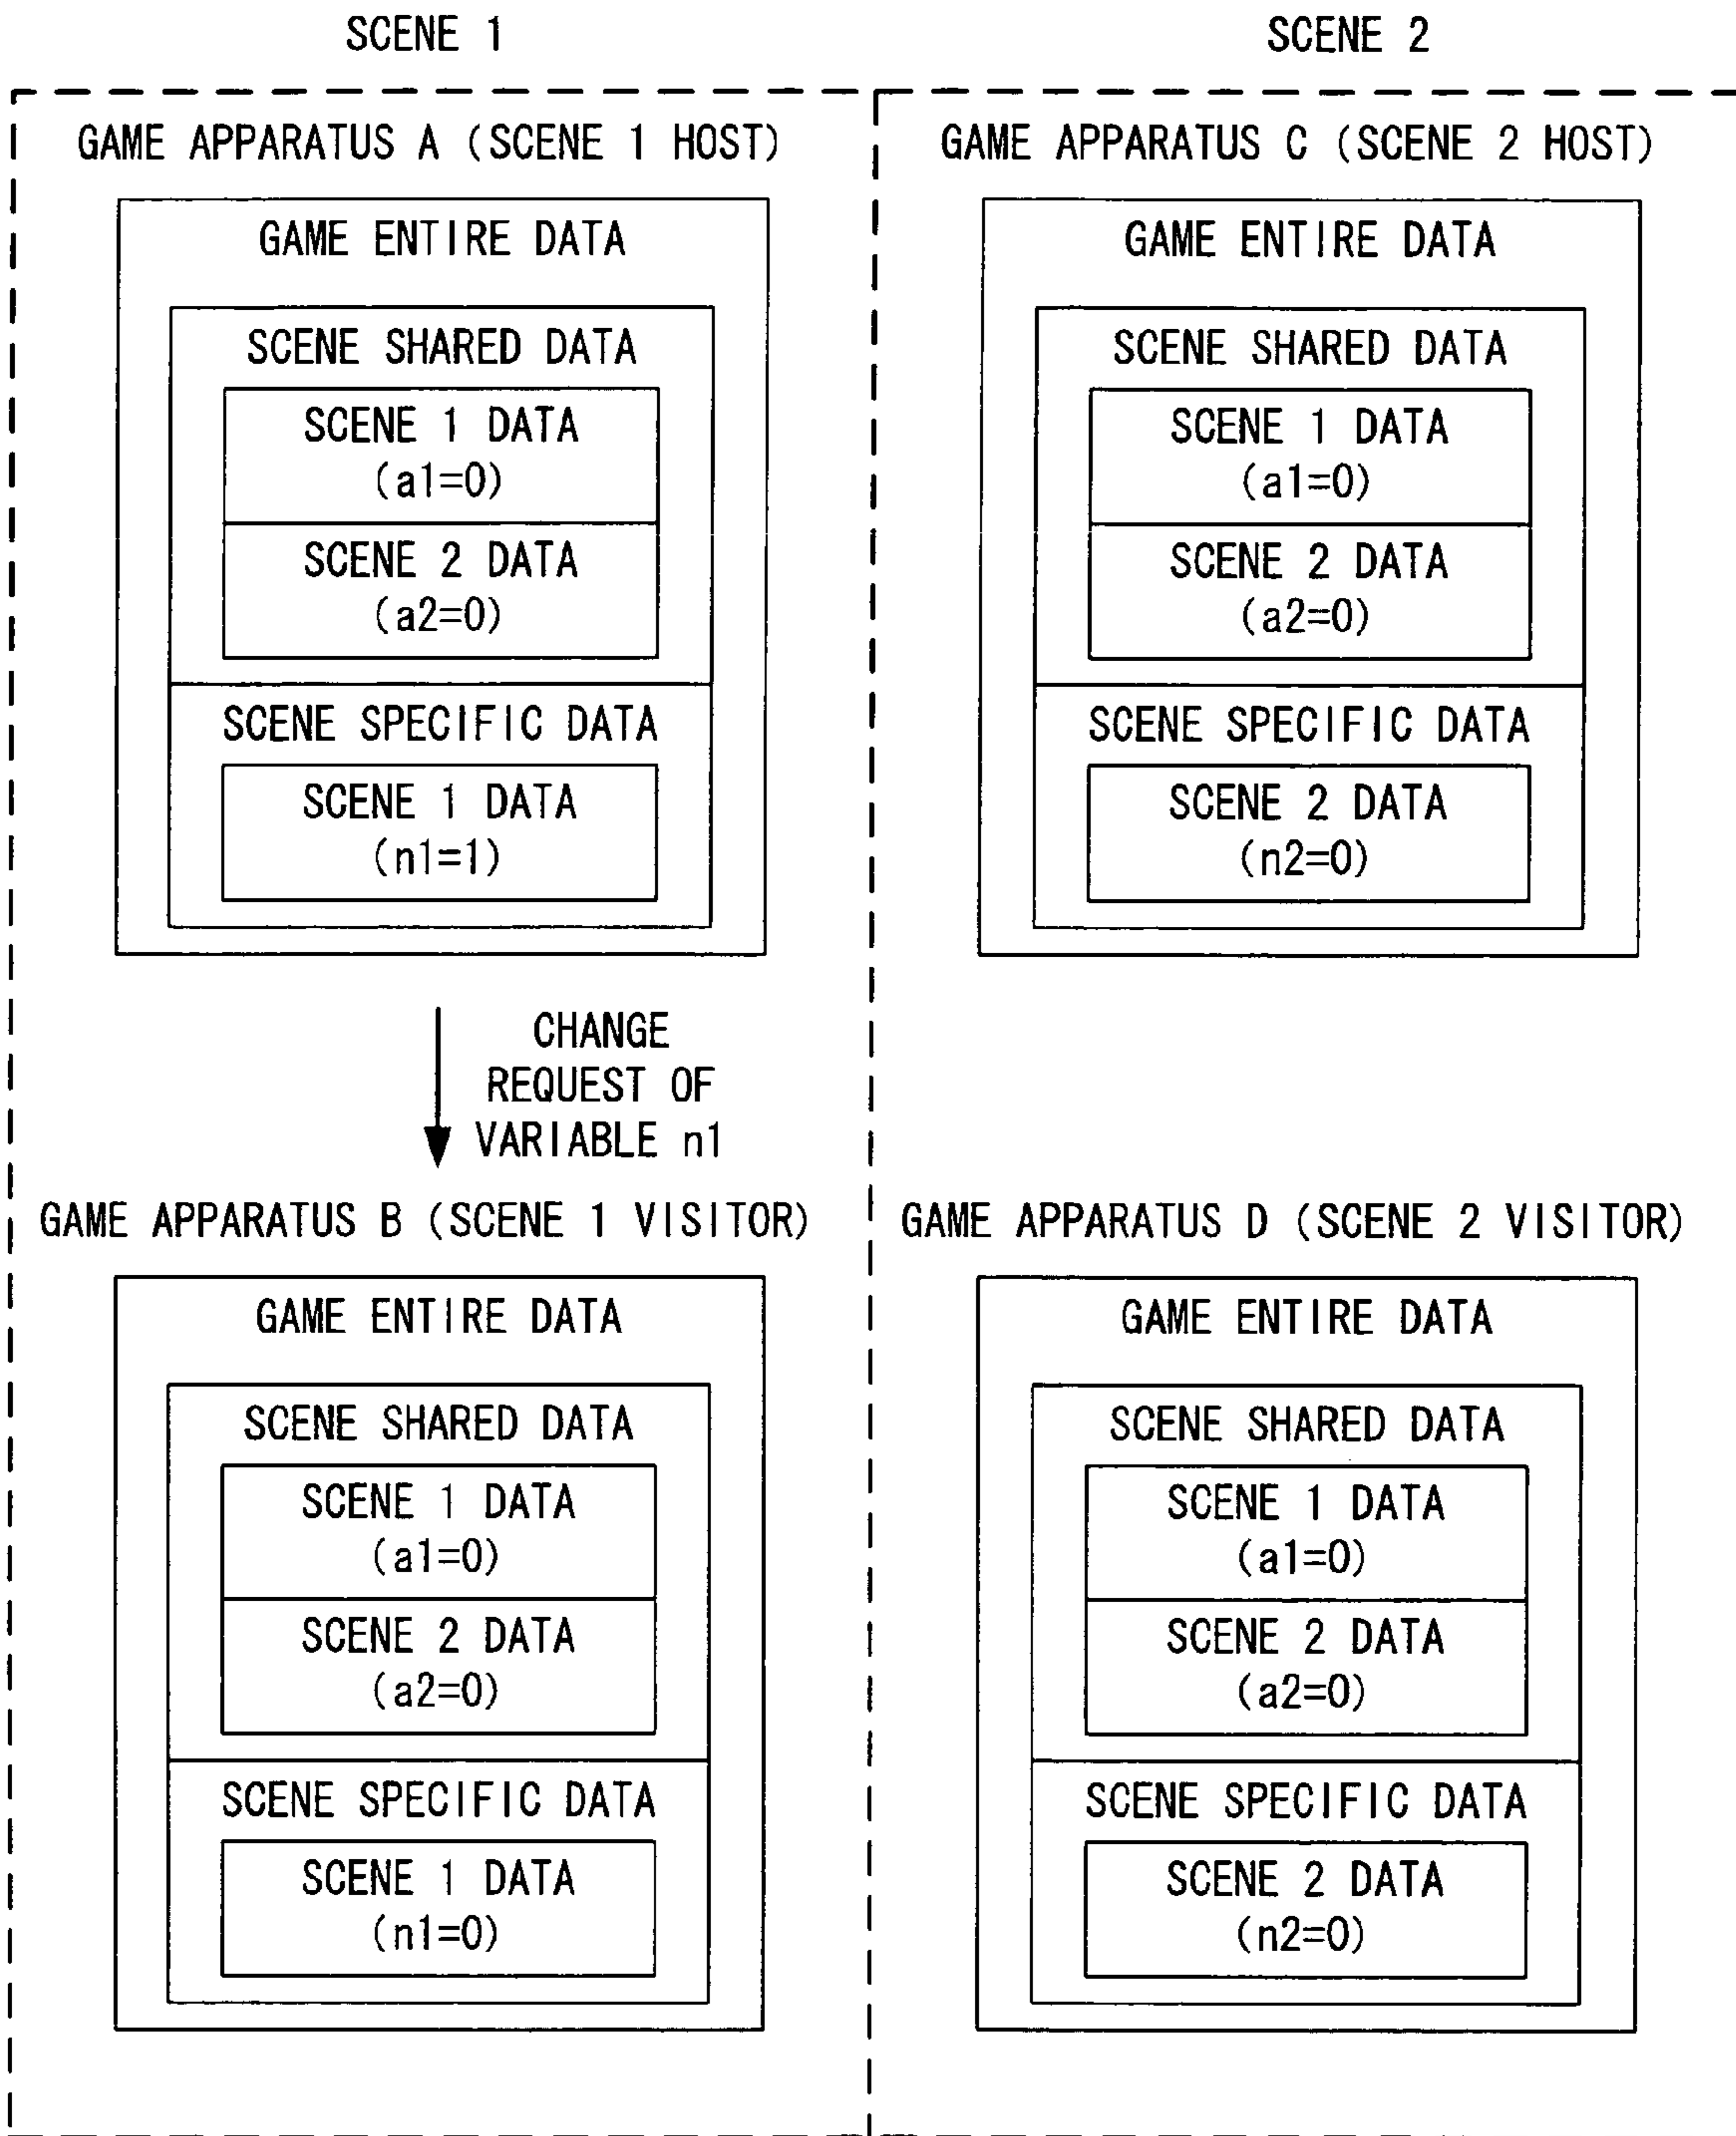 SCENE 1
SCENE 2
GAME APPARATUS A (SCENE 1 HOST)
GAME ENTIRE DATA
SCENE SHARED DATA
SCENE 1 DATA
(a1=0)
SCENE 2 DATA
(a2=0)
SCENE SPECIFIC DATA
SCENE 1 DATA
(n1=1)
CHANGE
REQUEST OF
VARIABLE n1
GAME APPARATUS B (SCENE 1 VISITOR)
GAME ENTIRE DATA
SCENE SHARED DATA
SCENE 1 DATA
(a1=0)
SCENE 2 DATA
(a2=0)
SCENE SPECIFIC DATA
SCENE 1 DATA
(n1=0)
GAME APPARATUS C (SCENE 2 HOST)
GAME ENTIRE DATA
SCENE SHARED DATA
SCENE 1 DATA
(a1=0)
SCENE 2 DATA
(a2=0)
SCENE SPECIFIC DATA
SCENE 2 DATA
(n2=0)
GAME APPARATUS D (SCENE 2 VISITOR)
GAME ENTIRE DATA
SCENE SHARED DATA
SCENE 1 DATA
(a1=0)
SCENE 2 DATA
(a2=0)
SCENE SPECIFIC DATA
SCENE 2 DATA
(n2=0)